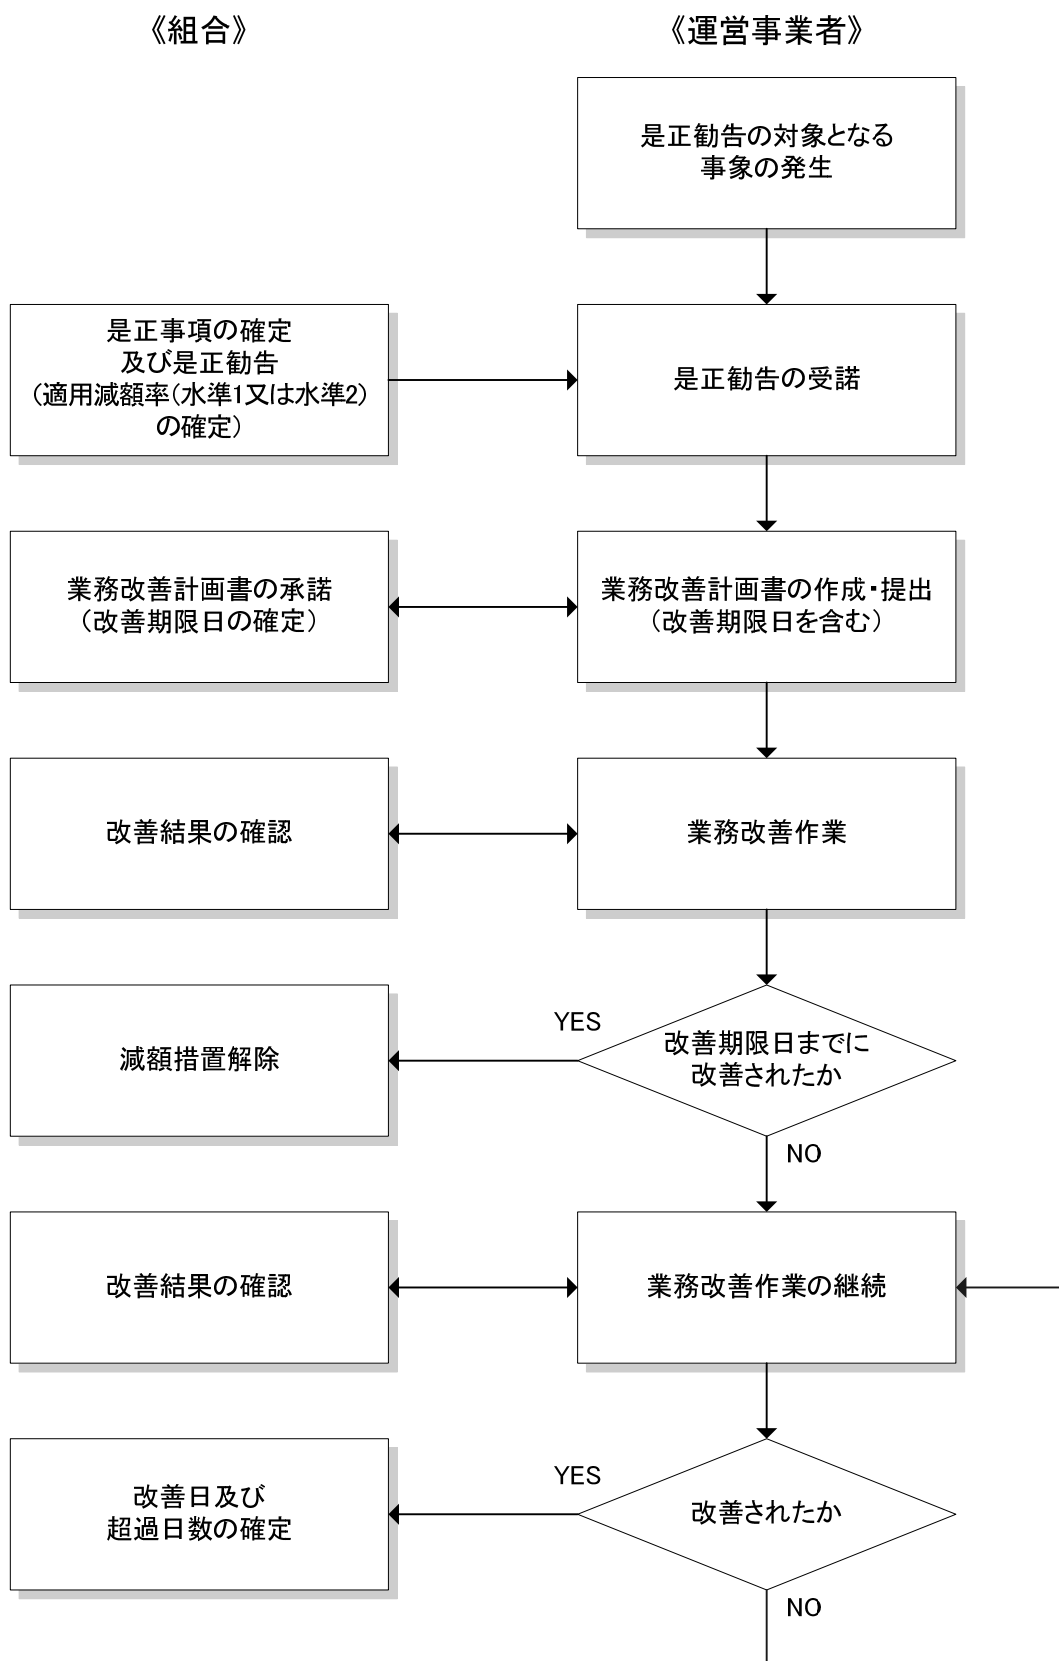 《組合》
《運営事業者》
是正勧告の対象となる
事象の発生
是正事項の確定
及び是正勧告
（適用減額率（水準1又は水準2）
の確定）
是正勧告の受諾
業務改善計画書の承諾
（改善期限日の確定）
業務改善計画書の作成・提出
（改善期限日を含む）
改善結果の確認
業務改善作業
減額措置解除
YES
改善期限日までに
改善されたか
NO
改善結果の確認
業務改善作業の継続
改善日及び
超過日数の確定
YES
改善されたか
NO